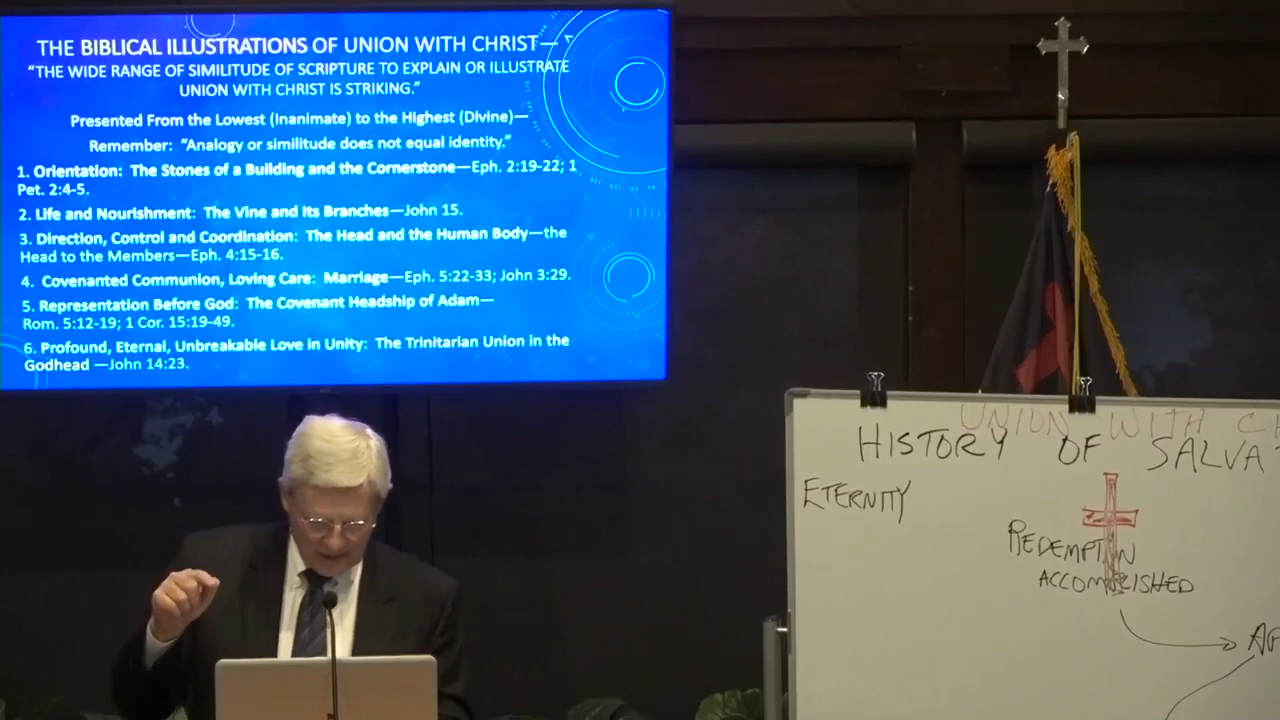 THE BIBLICAL ILLUSTRATIONS OF UNION WITH CHRIST—
"THE WIDE RANGE OF SIMILITUDE OF SCRIPTURE TO EXPLAIN OR ILLUSTRATE
UNION WITH CHRIST IS STRIKING."
Presented From the Lowest (Inanimate) to the Highest (Divine)—
Remember: "Analogy or similitude does not equal identity."
1. Orientation: The Stones of a Building and the Cornerstone—Eph. 2:19-22; 1
Pet. 2:4-5.
2. Life and Nourishment: The Vine and Its Branches—John 15.
3. Direction, Control and Coordination: The Head and the Human Body—the
Head to the Members—Eph. 4:15-16.
4. Covenanted Communion, Loving Care: Marriage—Eph. 5:22-33; John 3:29.
5. Representation Before God: The Covenant Headship of Adam—
Rom. 5:12-19; 1 Cor. 15:19-49.
6. Profound, Eternal, Unbreakable Love in Unity: The Trinitarian Union in the
Godhead —John 14:23.
UNION WITH
HISTORY OF SALVA
ETERNITY
REDEMPTION
ACCOMPLISHED